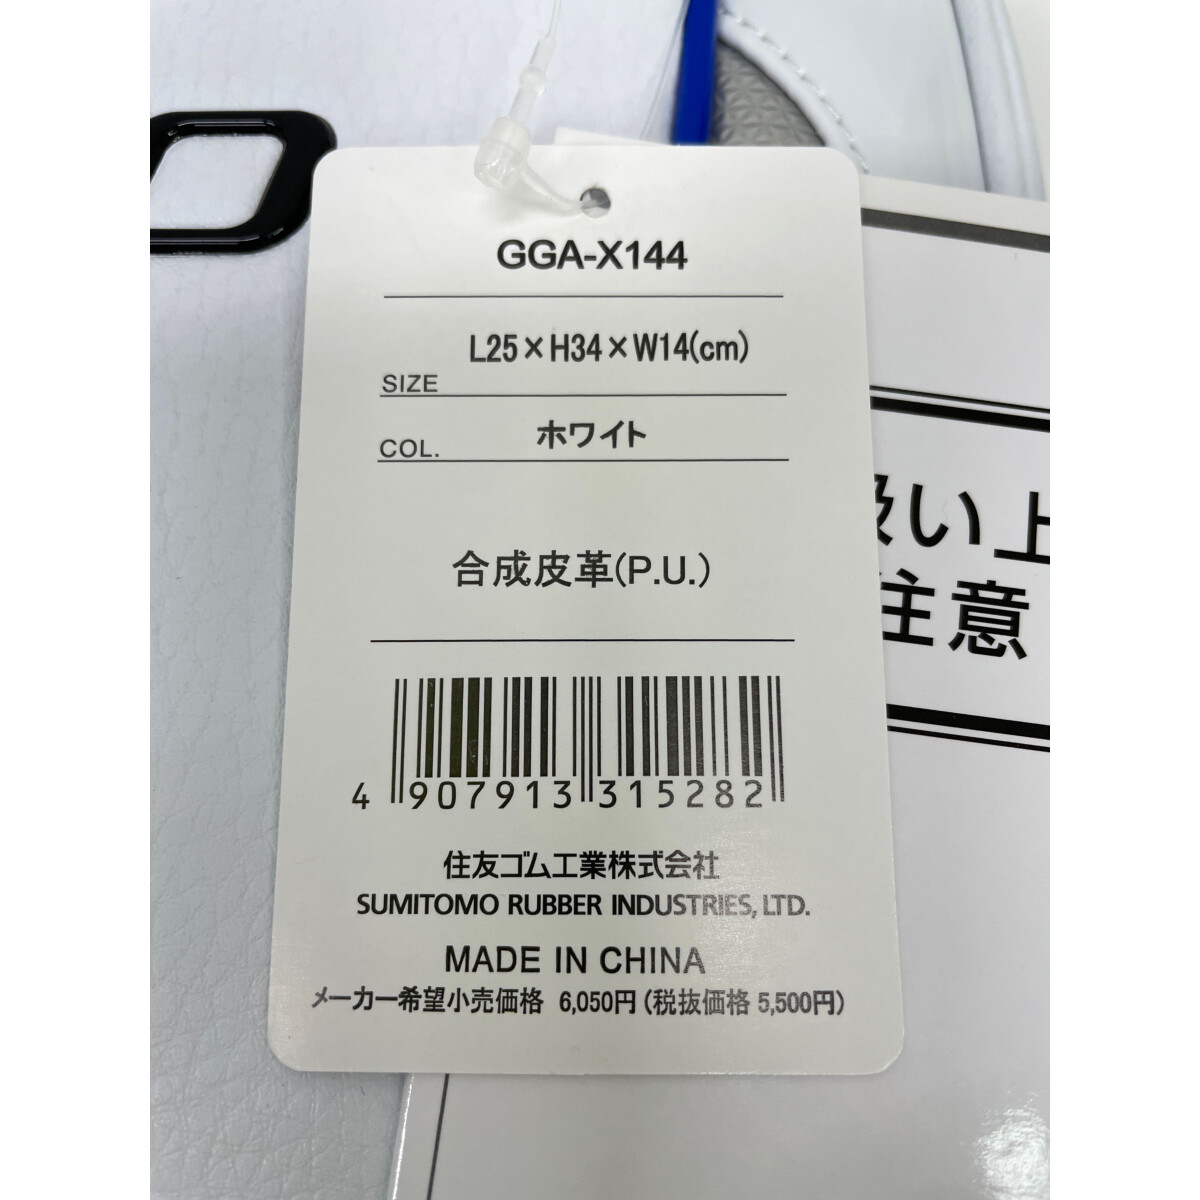 GGA-X144
L25×H34×W14(cm)
SIZE
ホワイト
COL.
合成皮革(P.U.)
4 907913 315282
住友ゴム工業株式会社
SUMITOMO RUBBER INDUSTRIES, LTD.
MADE IN CHINA
メーカー希望小売価格 6,050円(税抜価格 5,500円)
扱い上
注意